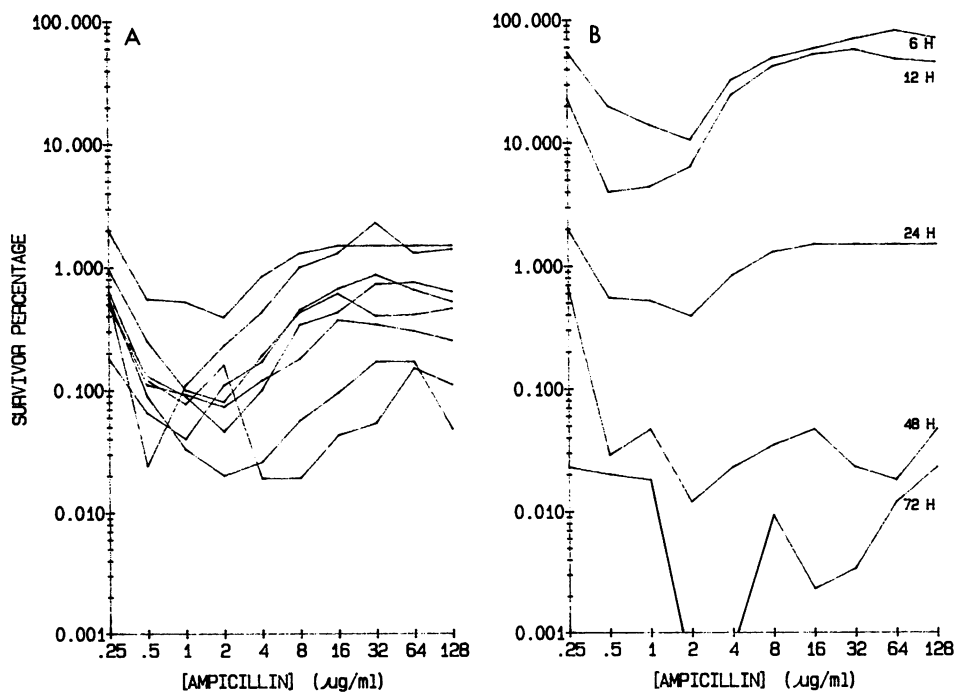 A
SURVIVOR PERCENTAGE
100.000
10.000
1.000
0.100
0.010
0.001
.25 .5 1 2 4 8 16 32 64 128
[AMPICILLIN] (µg/ml)
B
100.000
10.000
1.000
0.100
0.010
0.001
6 H
12 H
24 H
48 H
72 H
.25 .5 1 2 4 8 16 32 64 128
[AMPICILLIN] (µg/ml)